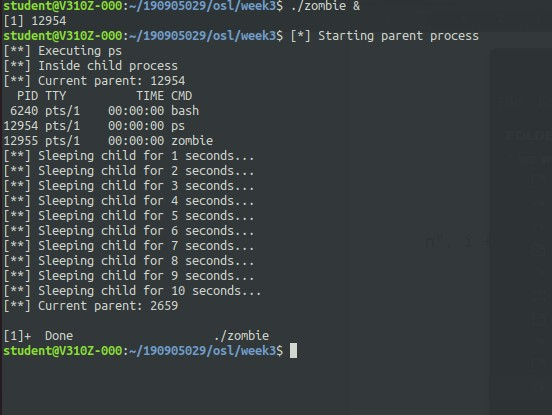 student@V310Z-000:~/190905029/osl/week3$ ./zombie &
[1] 12954
student@V310Z-000:~/190905029/osl/week3$ [*] Starting parent process
[**] Executing ps
[**] Inside child process
[**] Current parent: 12954
  PID TTY          TIME CMD
 6240 pts/1    00:00:00 bash
12954 pts/1    00:00:00 ps
12955 pts/1    00:00:00 zombie
[**] Sleeping child for 1 seconds...
[**] Sleeping child for 2 seconds...
[**] Sleeping child for 3 seconds...
[**] Sleeping child for 4 seconds...
[**] Sleeping child for 5 seconds...
[**] Sleeping child for 6 seconds...
[**] Sleeping child for 7 seconds...
[**] Sleeping child for 8 seconds...
[**] Sleeping child for 9 seconds...
[**] Sleeping child for 10 seconds...
[**] Current parent: 2659
[1]+  Done                    ./zombie
student@V310Z-000:~/190905029/osl/week3$